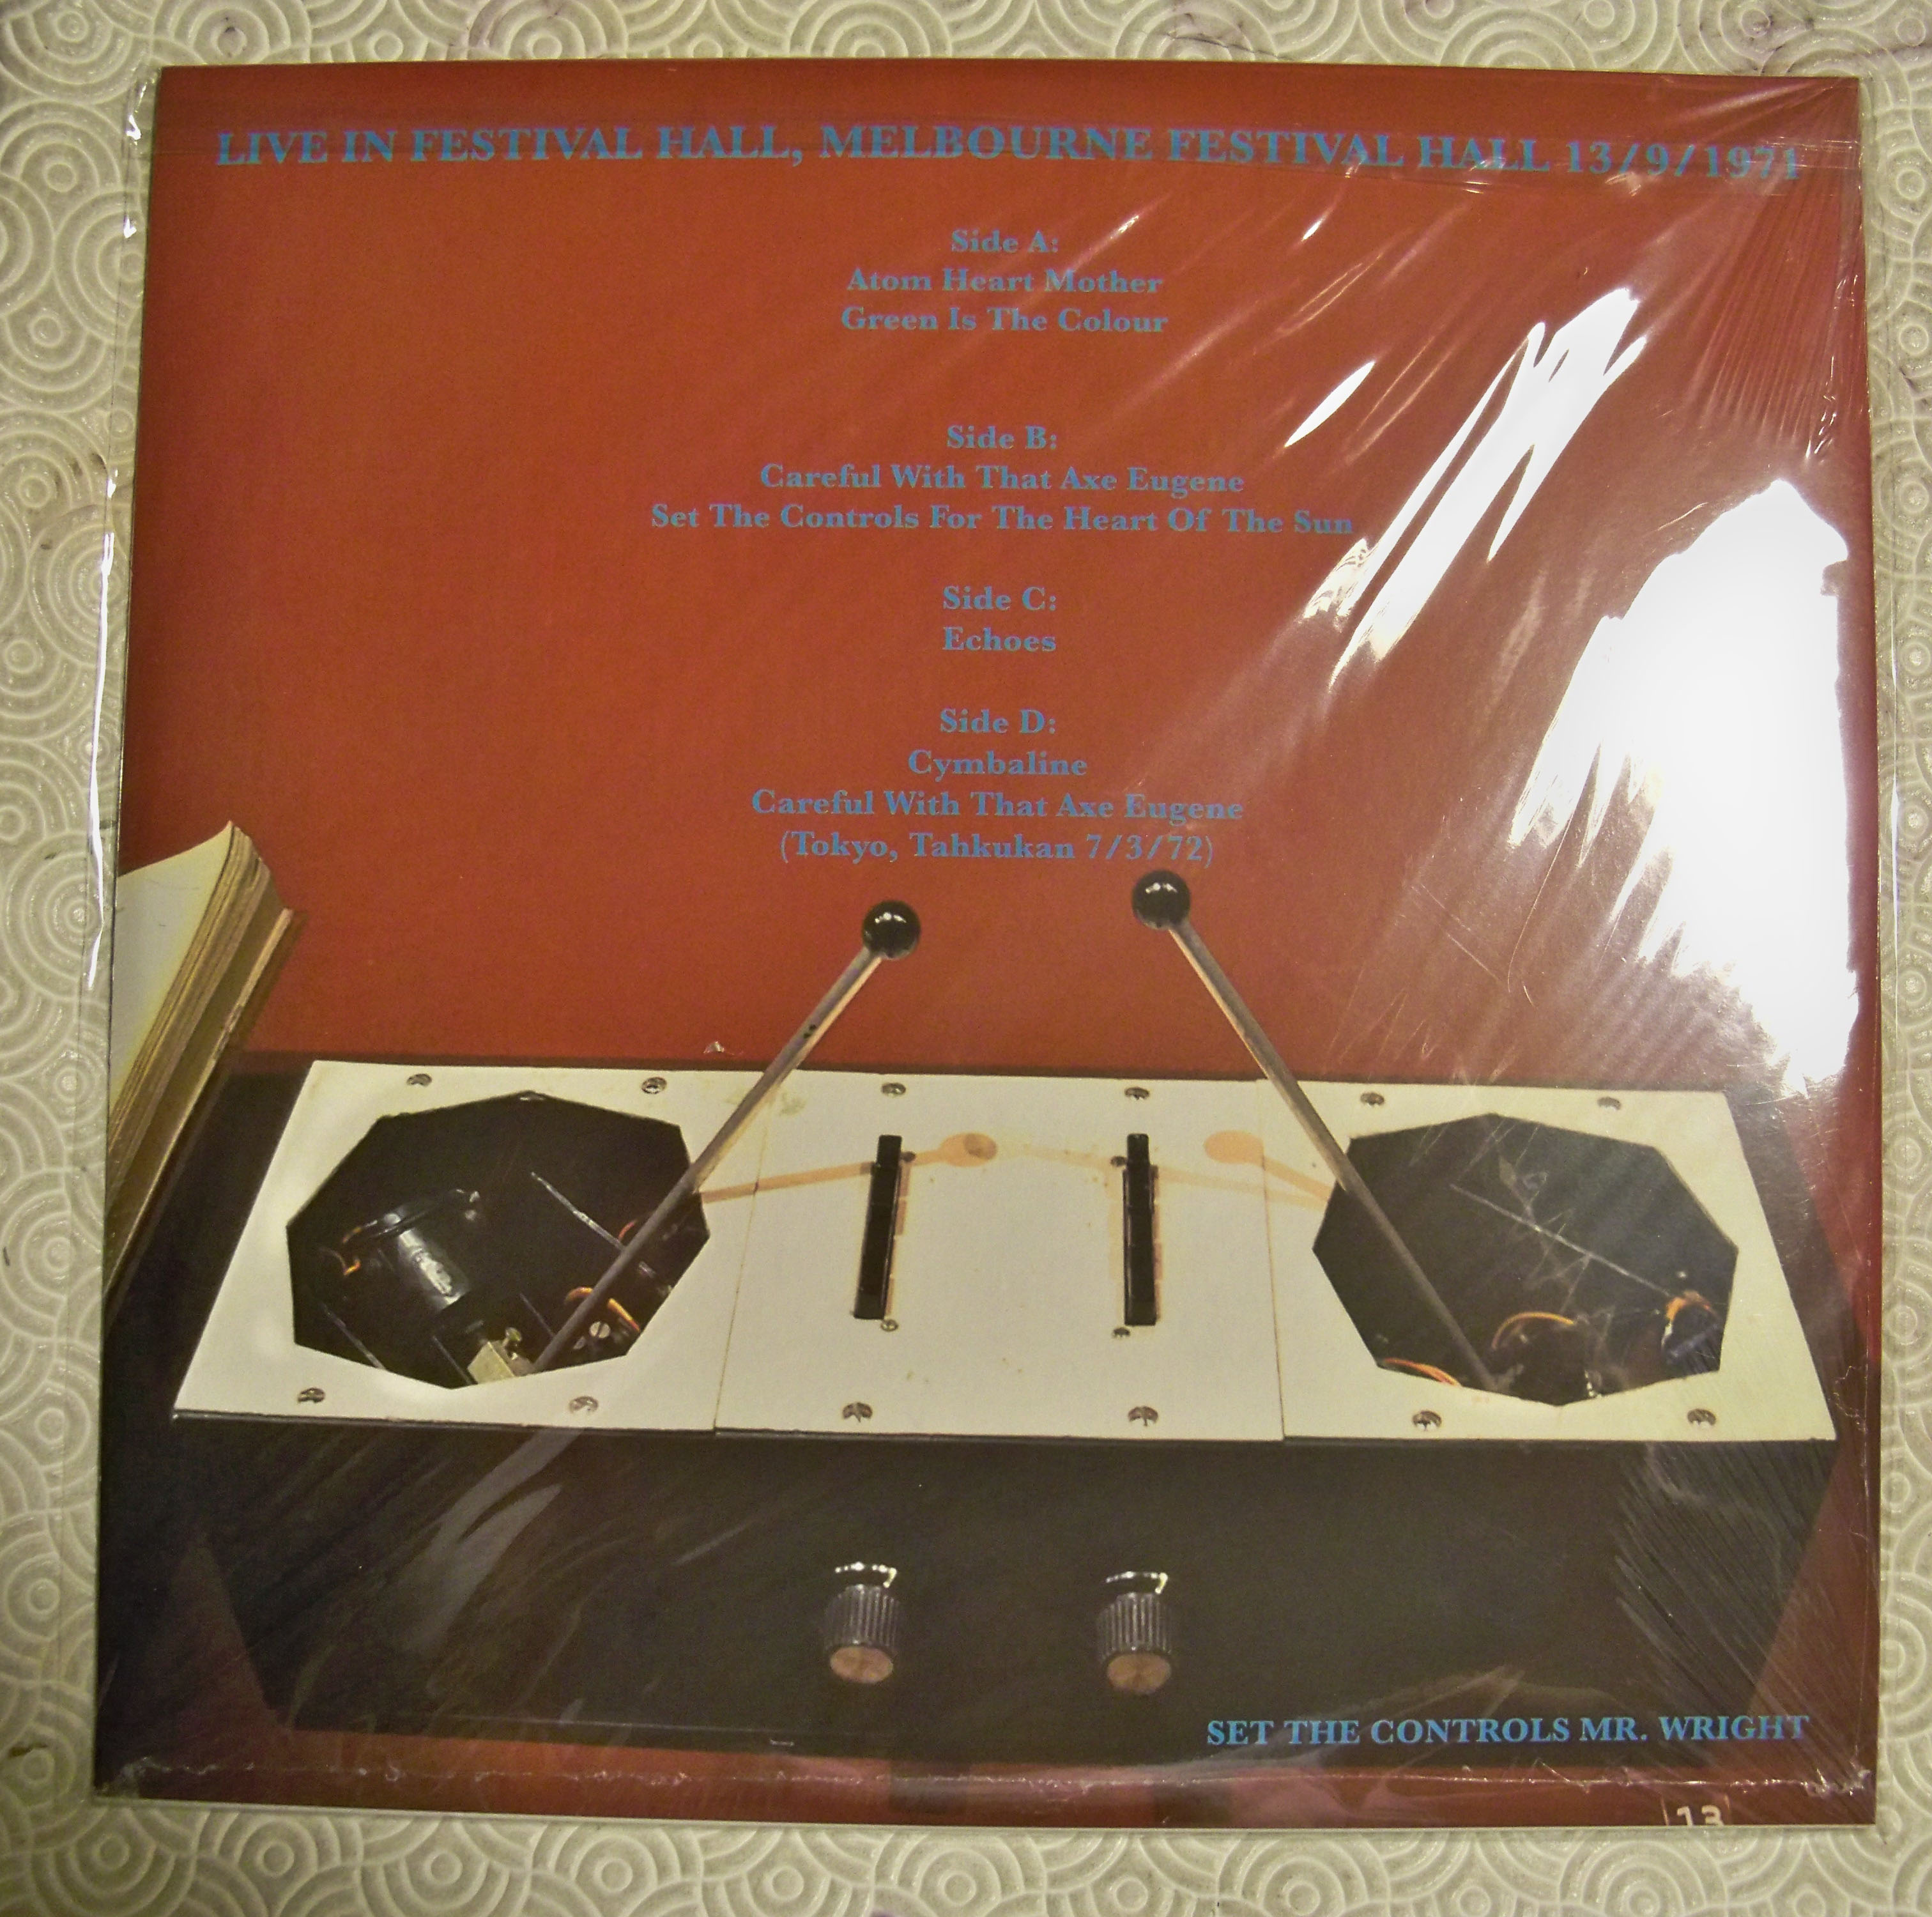 LIVE IN FESTIVAL HALL, MELBOURNE FESTIVAL HALL 13/9/1971
Side A:
Atom Heart Mother
Green Is The Colour
Side B:
Careful With That Axe Eugene
Set The Controls For The Heart Of The Sun
Side C:
Echoes
Side D:
Cymbaline
Careful With That Axe Eugene
(Tokyo, Tahkukan 7/3/72)
SET THE CONTROLS MR. WRIGHT
13